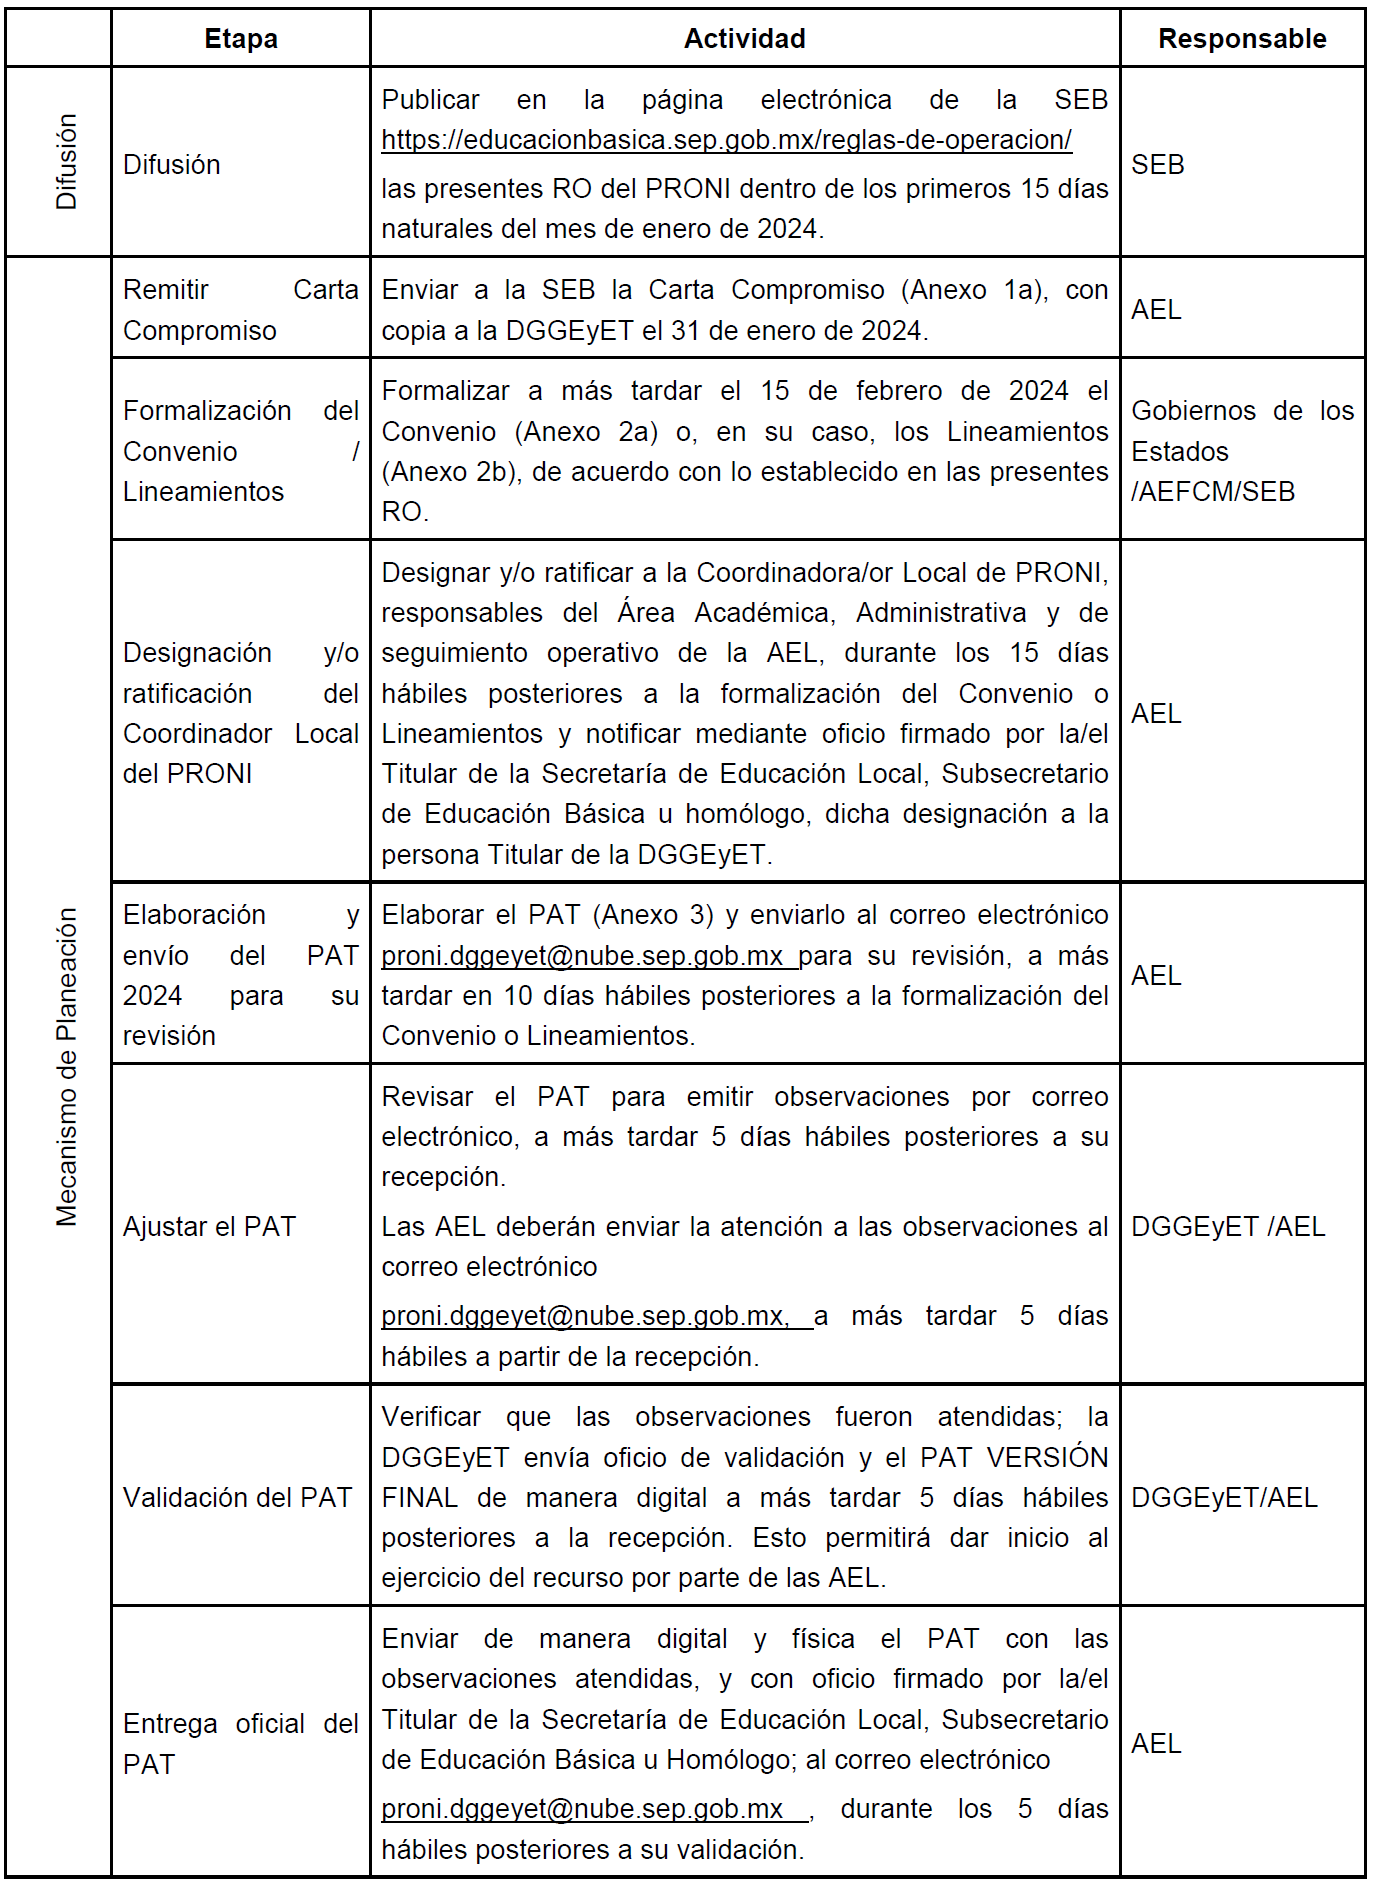 Etapa
Actividad
Responsable
Difusión
Difusión
Publicar en la página electrónica de la SEB
https://educacionbasica.sep.gob.mx/reglas-de-operacion/
las presentes RO del PRONI dentro de los primeros 15 días
naturales del mes de enero de 2024.
SEB
Mecanismo de Planeación
Remitir Carta
Compromiso
Enviar a la SEB la Carta Compromiso (Anexo 1a), con
copia a la DGGEyET el 31 de enero de 2024.
AEL
Formalización del
Convenio /
Lineamientos
Formalizar a más tardar el 15 de febrero de 2024 el
Convenio (Anexo 2a) o, en su caso, los Lineamientos
(Anexo 2b), de acuerdo con lo establecido en las presentes
RO.
Gobiernos de los
Estados
/AEFCM/SEB
Designación y/o
ratificación del
Coordinador Local
del PRONI
Designar y/o ratificar a la Coordinadora/or Local de PRONI,
responsables del Área Académica, Administrativa y de
seguimiento operativo de la AEL, durante los 15 días
hábiles posteriores a la formalización del Convenio o
Lineamientos y notificar mediante oficio firmado por la/el
Titular de la Secretaría de Educación Local, Subsecretario
de Educación Básica u homólogo, dicha designación a la
persona Titular de la DGGEyET.
AEL
Elaboración y
envío del PAT
2024 para su
revisión
Elaborar el PAT (Anexo 3) y enviarlo al correo electrónico
proni.dggeyet@nube.sep.gob.mx para su revisión, a más
tardar en 10 días hábiles posteriores a la formalización del
Convenio o Lineamientos.
AEL
Ajustar el PAT
Revisar el PAT para emitir observaciones por correo
electrónico, a más tardar 5 días hábiles posteriores a su
recepción.
Las AEL deberán enviar la atención a las observaciones al
correo electrónico
proni.dggeyet@nube.sep.gob.mx, a más tardar 5 días
hábiles a partir de la recepción.
DGGEyET /AEL
Validación del PAT
Verificar que las observaciones fueron atendidas; la
DGGEyET envía oficio de validación y el PAT VERSIÓN
FINAL de manera digital a más tardar 5 días hábiles
posteriores a la recepción. Esto permitirá dar inicio al
ejercicio del recurso por parte de las AEL.
DGGEyET/AEL
Entrega oficial del
PAT
Enviar de manera digital y física el PAT con las
observaciones atendidas, y con oficio firmado por la/el
Titular de la Secretaría de Educación Local, Subsecretario
de Educación Básica u Homólogo; al correo electrónico
proni.dggeyet@nube.sep.gob.mx , durante los 5 días
hábiles posteriores a su validación.
AEL